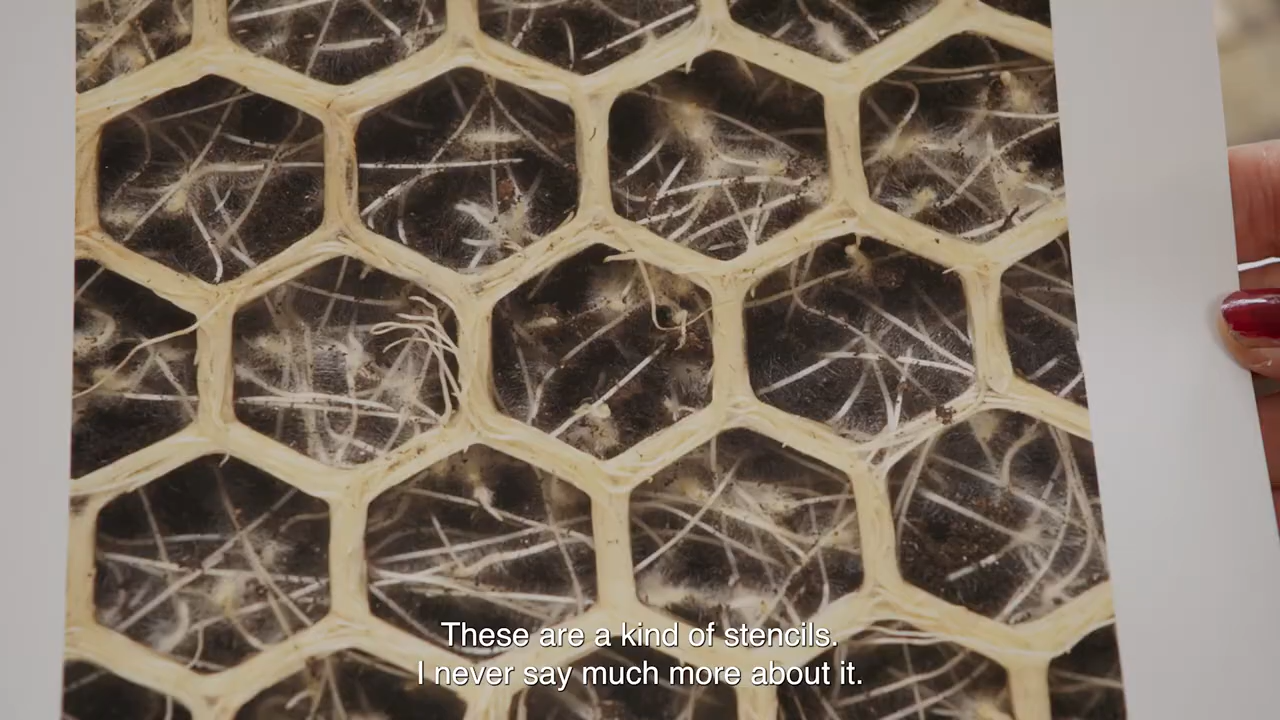 These are a kind of stencils.
I never say much more about it.